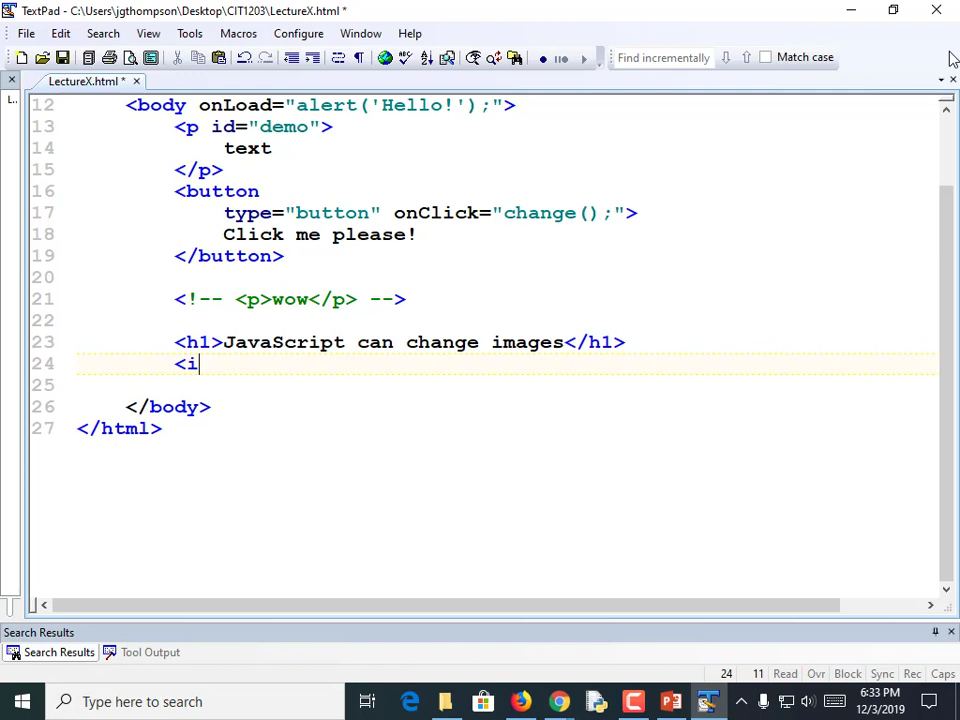 TextPad - C:\Users\jgthompson\Desktop\CIT1203\LectureX.html *
File Edit Search View Tools Macros Configure Window Help
Find incrementally Match case
L..
LectureX.html *
12 <body onLoad="alert('Hello!');">
13 <p id="demo">
14 text
15 </p>
16 <button
17 type="button" onClick="change();">
18 Click me please!
19 </button>
20
21 <!-- <p>wow</p> -->
22
23 <h1>JavaScript can change images</h1>
24 <i
25
26 </body>
27 </html>
Search Results
Search Results Tool Output
24 11 Read Ovr Block Sync Rec Caps
Type here to search
6:33 PM
12/3/2019